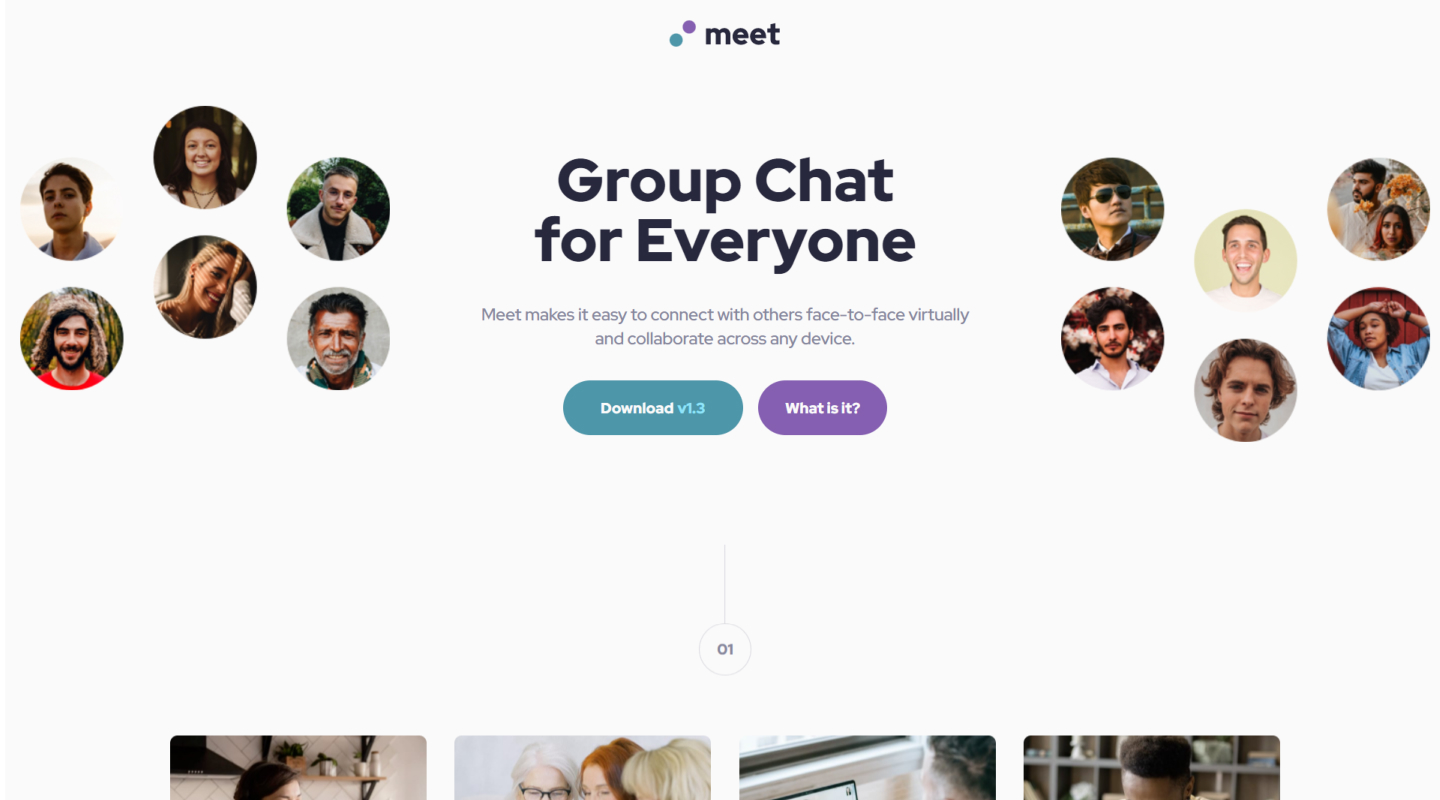 meet
Group Chat
for Everyone
Meet makes it easy to connect with others face-to-face virtually
and collaborate across any device.
Download v1.3
What is it?
01